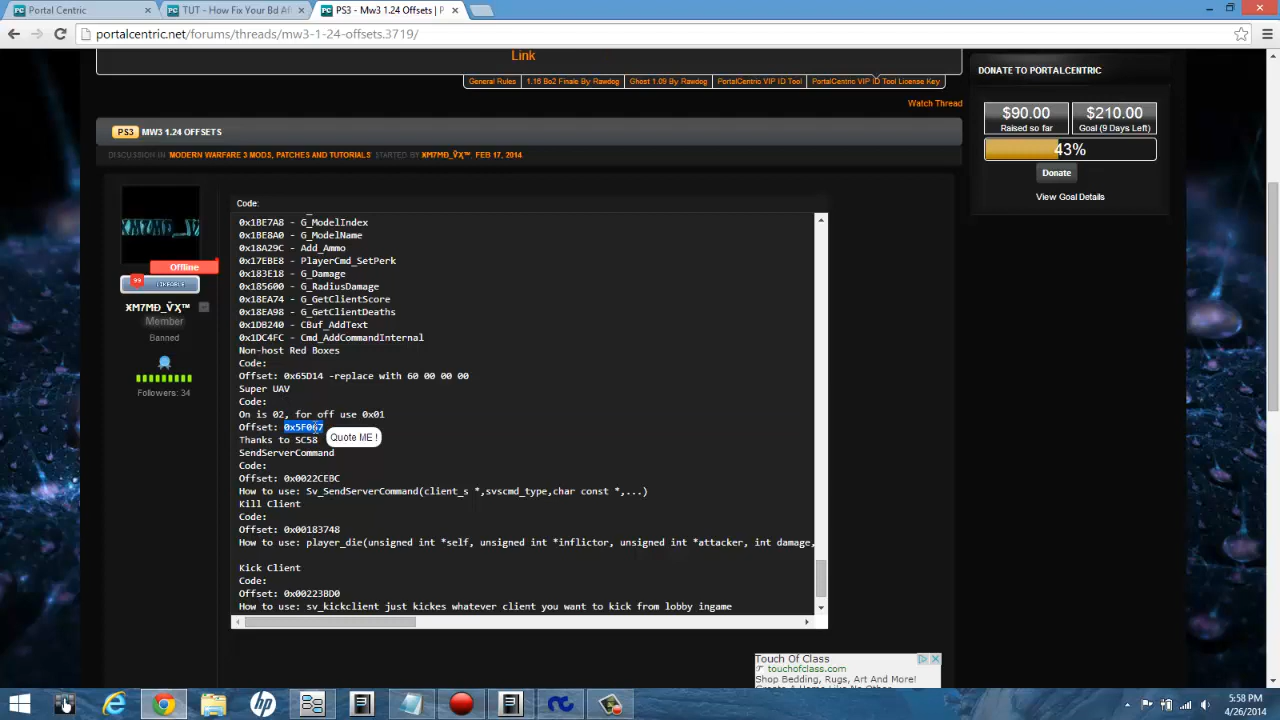 Portal Centric
TUT - How Fix Your Bd Af
PS3 - Mw3 1.24 Offsets | P
portalcentric.net/forums/threads/mw3-1-24-offsets.3719/
Link
General Rules
1.16 Bo2 Finale By Rawdog
Ghost 1.09 By Rawdog
PortalCentric VIP ID Tool
PortalCentric VIP ID Tool License Key
Watch Thread
DONATE TO PORTALCENTRIC
$90.00
Raised so far
$210.00
Goal (9 Days Left)
43%
Donate
View Goal Details
PS3 MW3 1.24 OFFSETS
DISCUSSION IN 'MODERN WARFARE 3 MODS, PATCHES AND TUTORIALS' STARTED BY ӾM7MĐ_ṼҲ™, FEB 17, 2014.
Offline
99 LIKEABLE
ӾM7MĐ_ṼҲ™
Member
Banned
Followers: 34
Code:
0x1BE7A8 - G_ModelIndex
0x1BE8A0 - G_ModelName
0x18A29C - Add_Ammo
0x17EBE8 - PlayerCmd_SetPerk
0x183E18 - G_Damage
0x185600 - G_RadiusDamage
0x18EA74 - G_GetClientScore
0x18EA98 - G_GetClientDeaths
0x1DB240 - CBuf_AddText
0x1DC4FC - Cmd_AddCommandInternal
Non-host Red Boxes
Code:
Offset: 0x65D14 -replace with 60 00 00 00
Super UAV
Code:
On is 02, for off use 0x01
Offset: 0x5F067
Quote ME !
Thanks to SC58
SendServerCommand
Code:
Offset: 0x0022CEBC
How to use: Sv_SendServerCommand(client_s *,svscmd_type,char const *,...)
Kill Client
Code:
Offset: 0x00183748
How to use: player_die(unsigned int *self, unsigned int *inflictor, unsigned int *attacker, int damage,
Kick Client
Code:
Offset: 0x00223BD0
How to use: sv_kickclient just kickes whatever client you want to kick from lobby ingame
Touch Of Class
touchofclass.com
Shop Bedding, Rugs, Art And More!
5:58 PM
4/26/2014